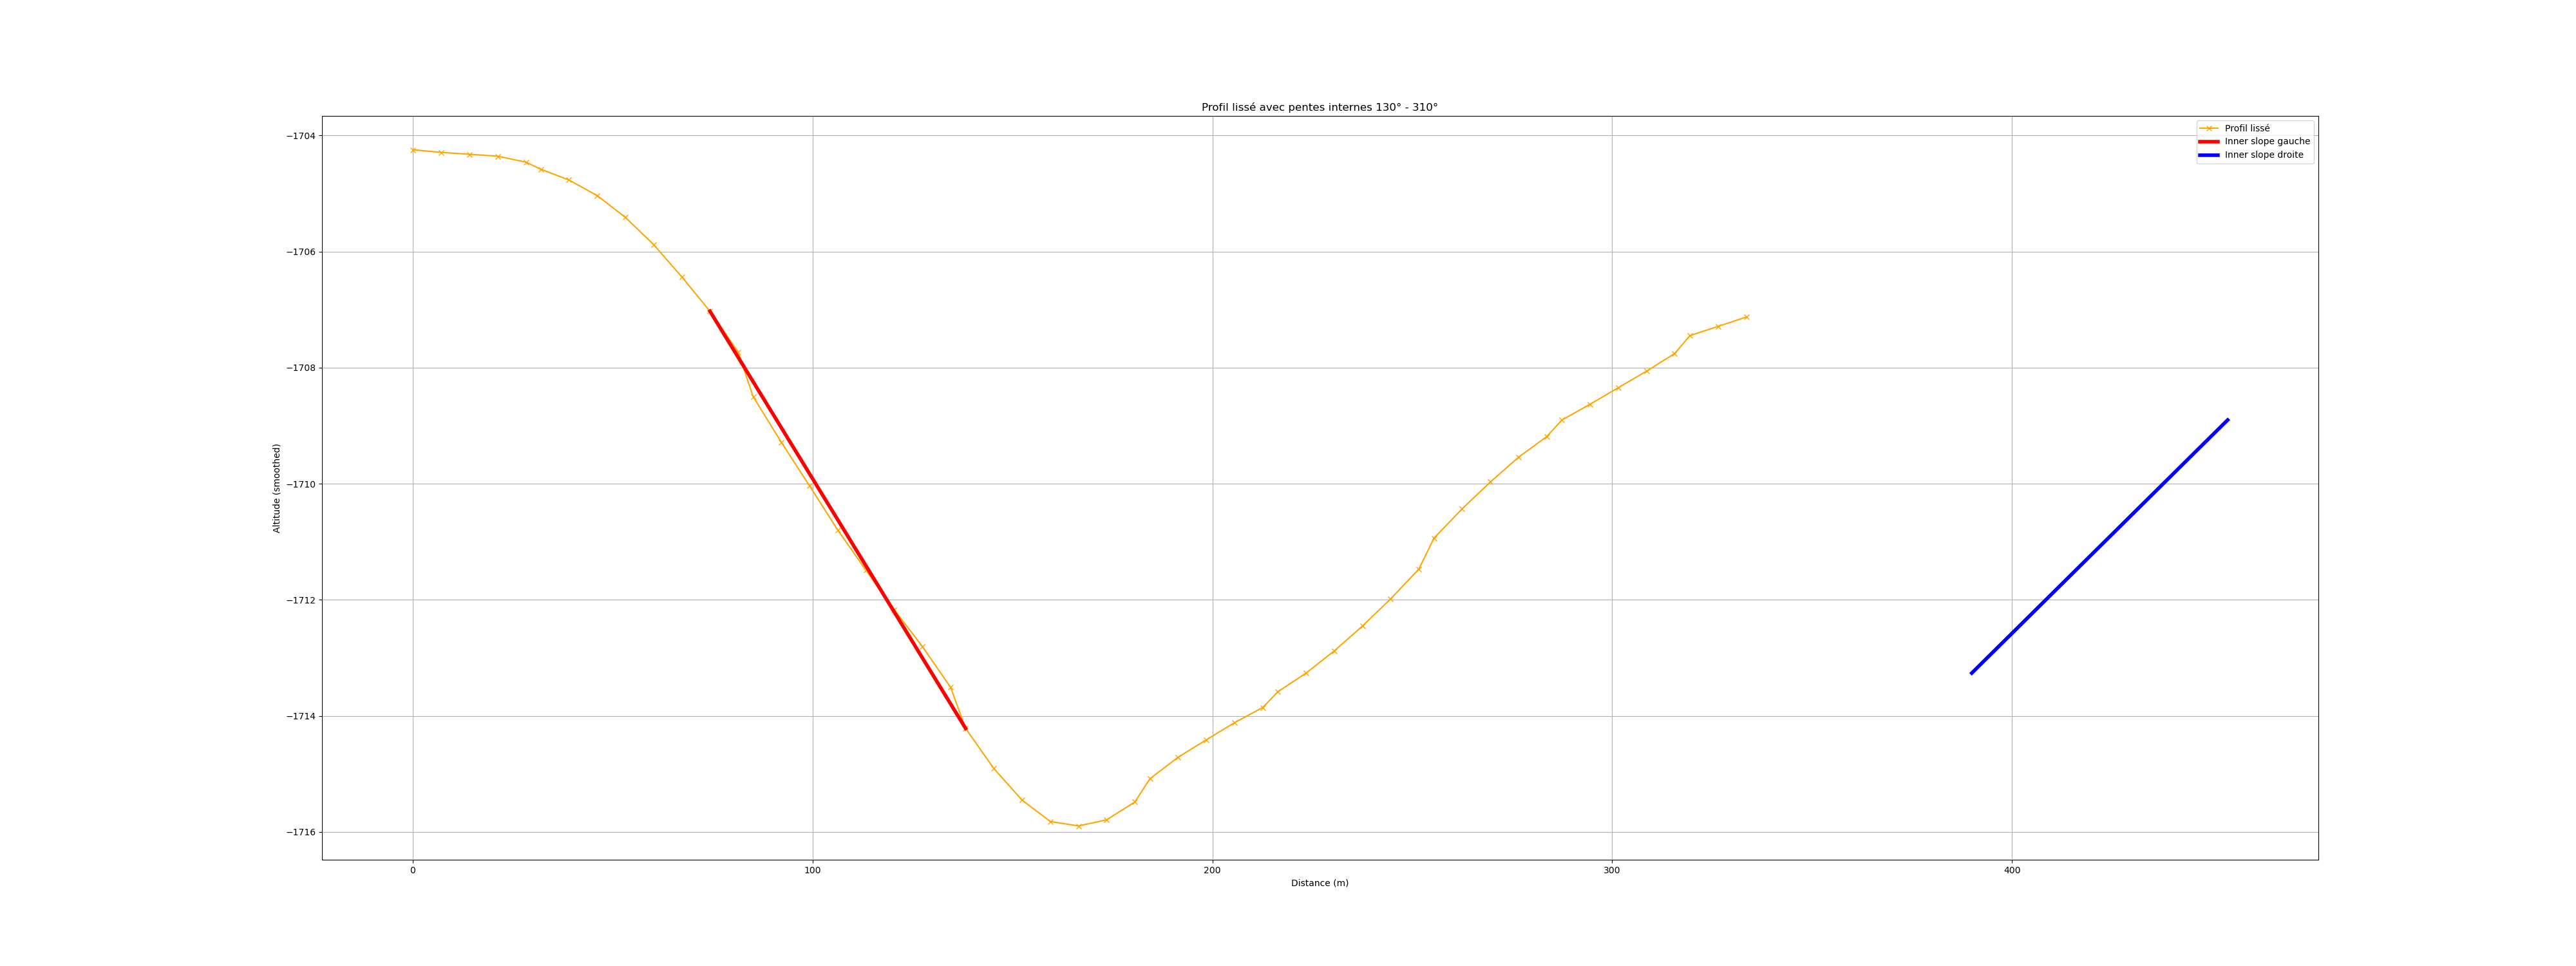 Profil lissé avec pentes internes 130° - 310°
Profil lissé
Inner slope gauche
Inner slope droite
Altitude (smoothed)
−1704
−1706
−1708
−1710
−1712
−1714
−1716
0
100
200
300
400
Distance (m)